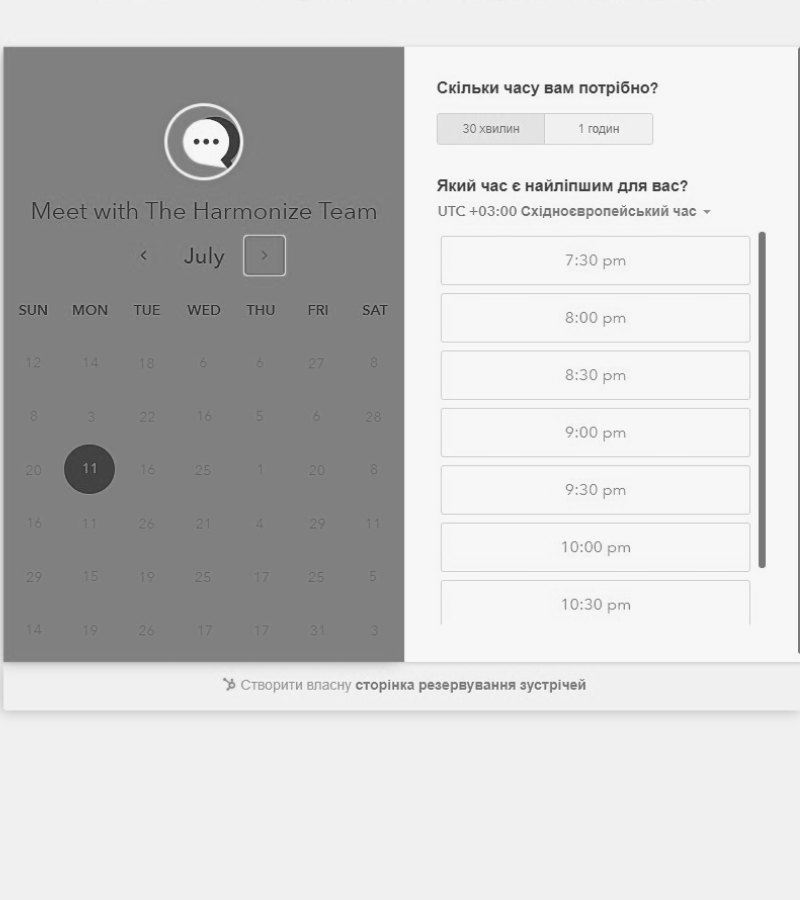 Meet with The Harmonize Team
July
SUN MON TUE WED THU FRI SAT
12 14 18 6 6 27 8
8 3 22 16 5 6 28
20 11 16 25 1 20 8
16 11 26 21 4 29 11
29 15 19 25 17 25 5
14 19 26 17 17 31 3
Скільки часу вам потрібно?
30 хвилин 1 годин
Який час є найліпшим для вас?
UTC +03:00 Східноєвропейський час
7:30 pm
8:00 pm
8:30 pm
9:00 pm
9:30 pm
10:00 pm
10:30 pm
Створити власну сторінка резервування зустрічей